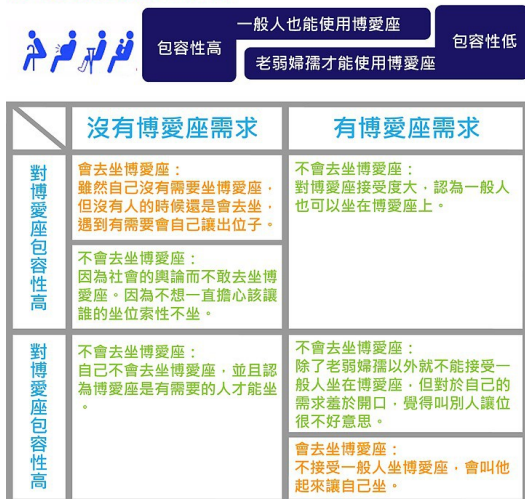 包容性高
一般人也能使用博愛座
老弱婦孺才能使用博愛座
包容性低
沒有博愛座需求
有博愛座需求
對博愛座包容性高
會去坐博愛座：
雖然自己沒有需要坐博愛座，
但沒有人的時候還是會去坐，
遇到有需要會自己讓出位子。
不會去坐博愛座：
因為社會的輿論而不敢去坐博
愛座。因為不想一直擔心該讓
誰的坐位索性不坐。
不會去坐博愛座：
對博愛座接受度大，認為一般人
也可以坐在博愛座上。
對博愛座包容性高
不會去坐博愛座：
自己不會去坐博愛座，並且認
為博愛座是有需要的人才能坐
。
不會去坐博愛座：
除了老弱婦孺以外就不能接受一
般人坐在博愛座，但對於自己的
需求羞於開口，覺得叫別人讓位
很不好意思。
會去坐博愛座：
不接受一般人坐博愛座，會叫他
起來讓自己坐。